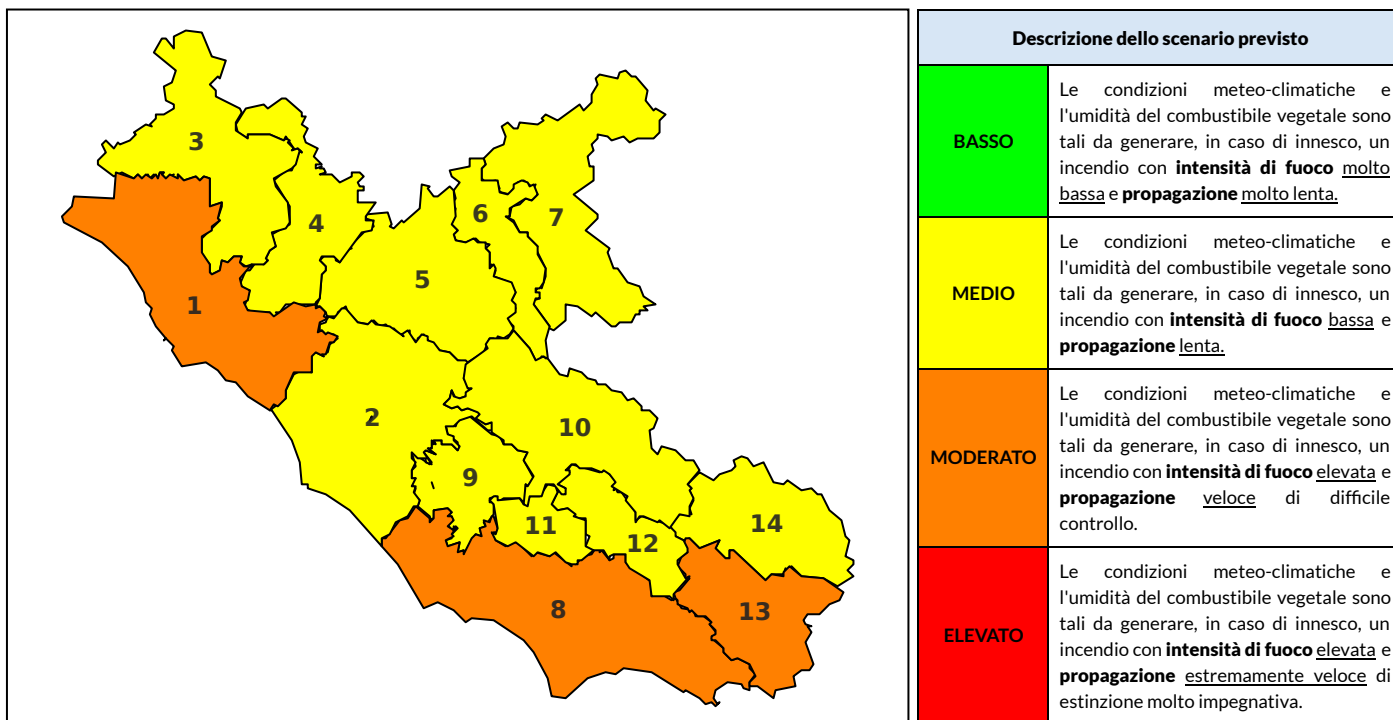 3
4
6
7
5
1
2
10
9
11
12
14
8
13
Descrizione dello scenario previsto
BASSO
Le condizioni meteo-climatiche e
l'umidità del combustibile vegetale sono
tali da generare, in caso di innesco, un
incendio con intensità di fuoco molto
bassa e propagazione molto lenta.
MEDIO
Le condizioni meteo-climatiche e
l'umidità del combustibile vegetale sono
tali da generare, in caso di innesco, un
incendio con intensità di fuoco bassa e
propagazione lenta.
MODERATO
Le condizioni meteo-climatiche e
l'umidità del combustibile vegetale sono
tali da generare, in caso di innesco, un
incendio con intensità di fuoco elevata e
propagazione veloce di difficile
controllo.
ELEVATO
Le condizioni meteo-climatiche e
l'umidità del combustibile vegetale sono
tali da generare, in caso di innesco, un
incendio con intensità di fuoco elevata e
propagazione estremamente veloce di
estinzione molto impegnativa.